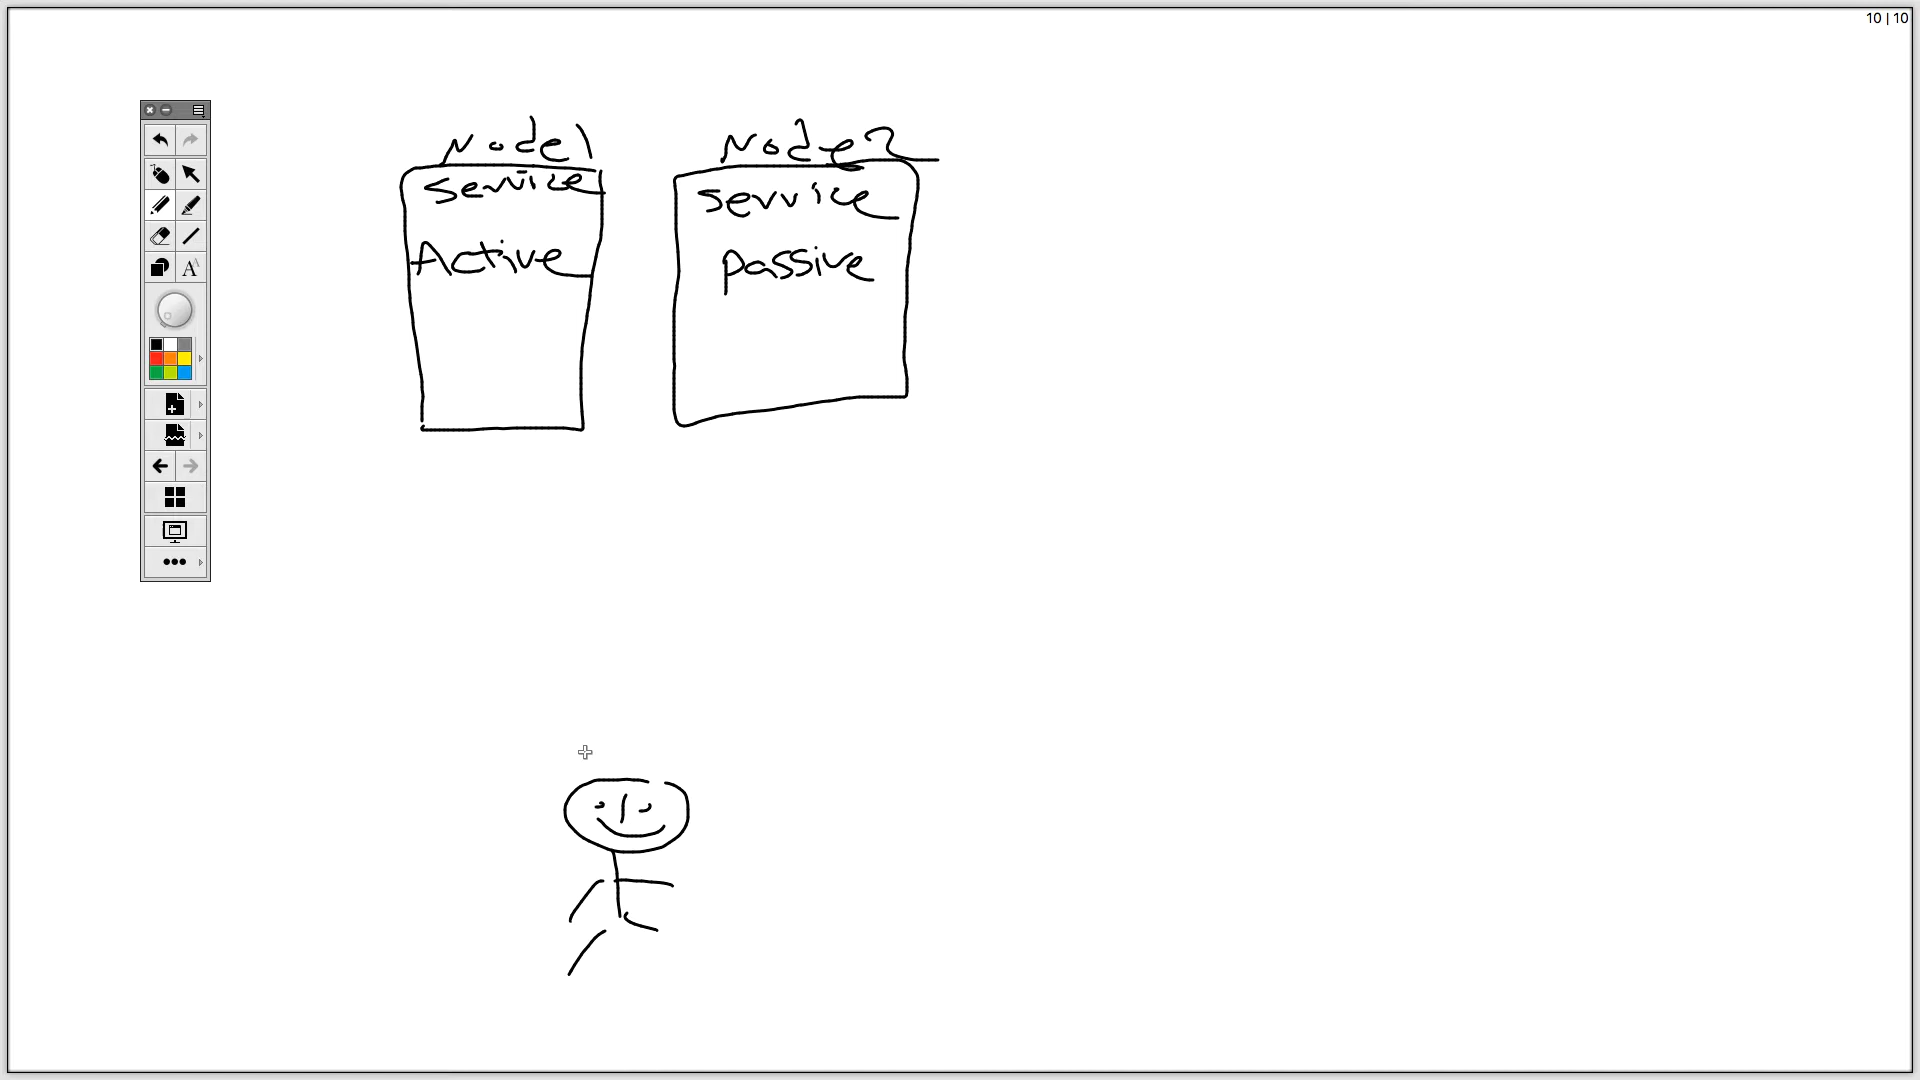 10 | 10
Node1
Service
Active
Node2
service
passive
A